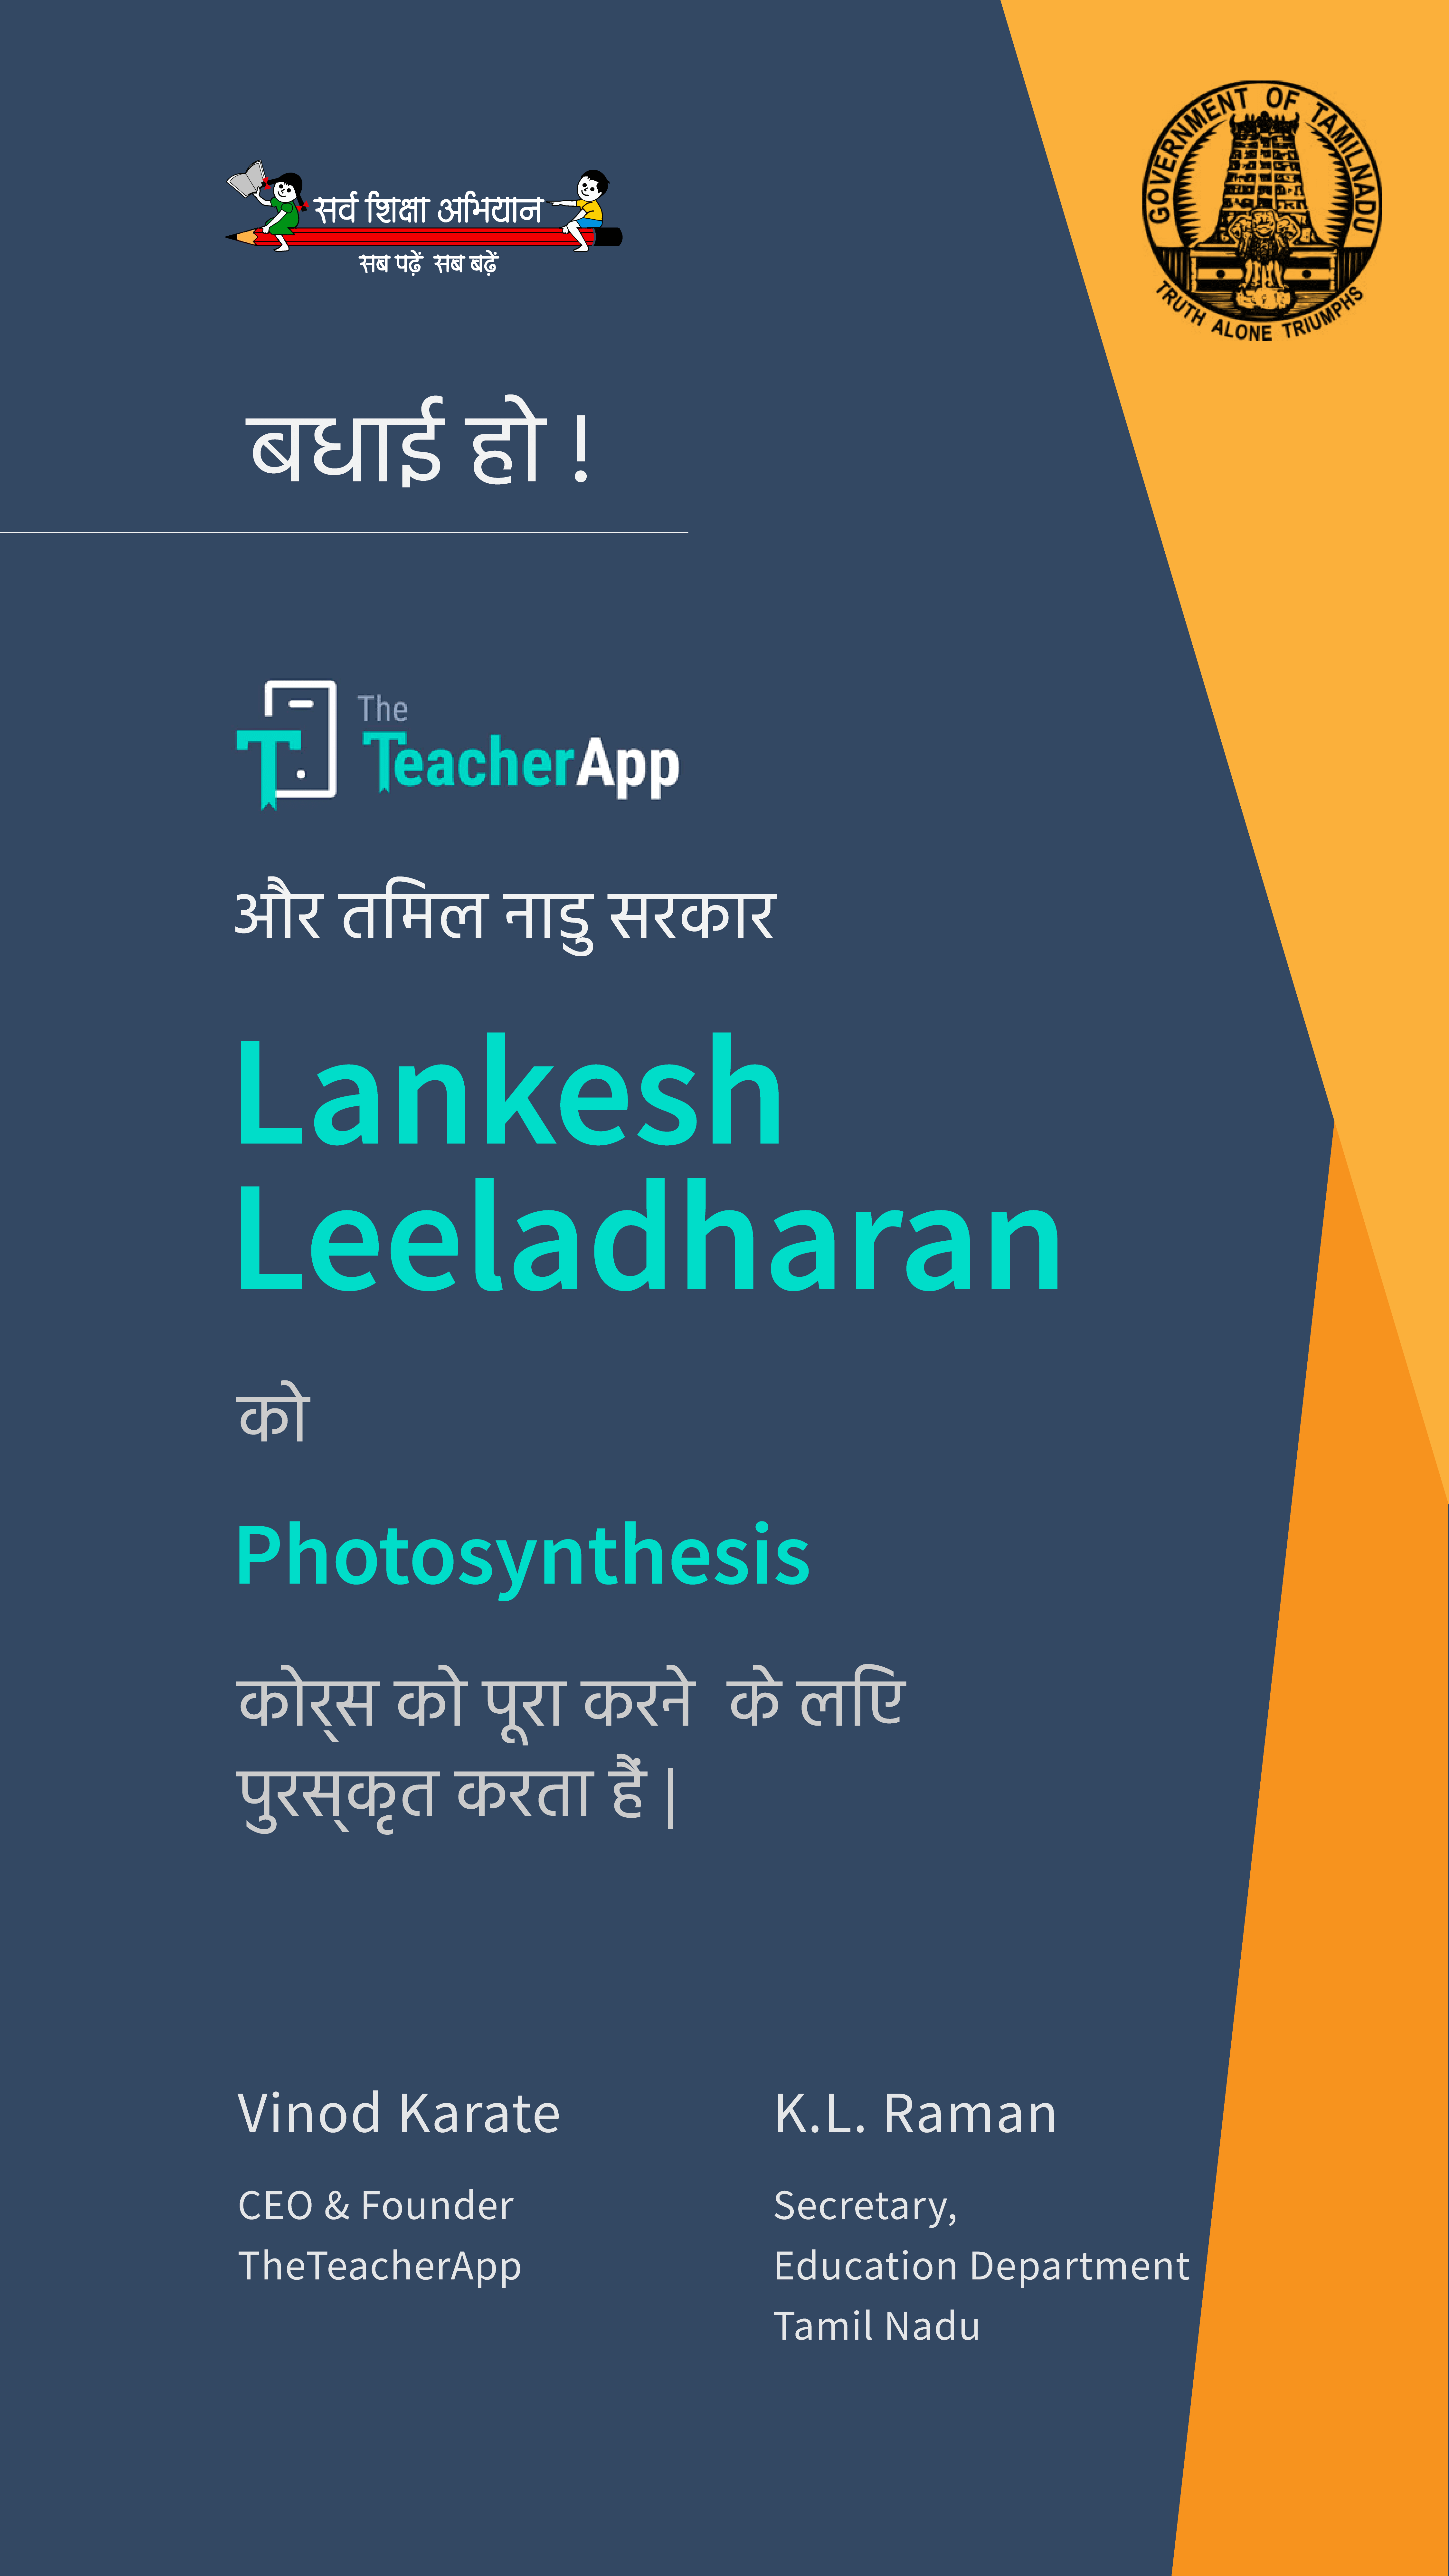 GOVERNMENT OF TAMILNADU
TRUTH ALONE TRIUMPHS
सर्व शिक्षा अभियान
सब पढ़ें सब बढ़ें
बधाई हो !
The
TeacherApp
और तमिल नाडु सरकार
Lankesh
Leeladharan
को
Photosynthesis
कोर्‌स को पूरा करने के लिए
पुरस्‌कृत करता हैं |
Vinod Karate
CEO & Founder
TheTeacherApp
K.L. Raman
Secretary,
Education Department
Tamil Nadu